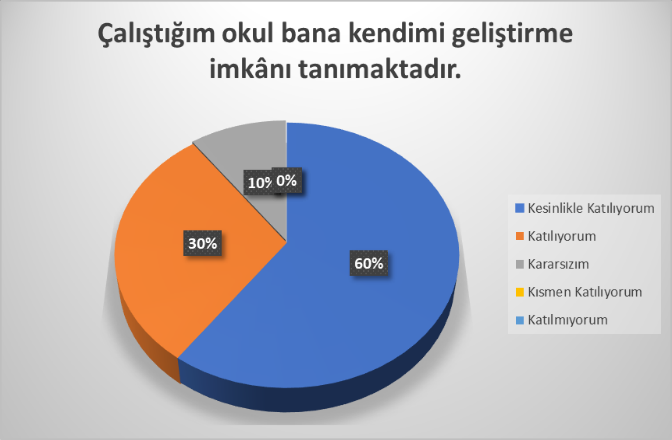 Çalıştığım okul bana kendimi geliştirme
imkânı tanımaktadır.
10%
0%
30%
60%
Kesinlikle Katılıyorum
Katılıyorum
Kararsızım
Kısmen Katılıyorum
Katılmıyorum